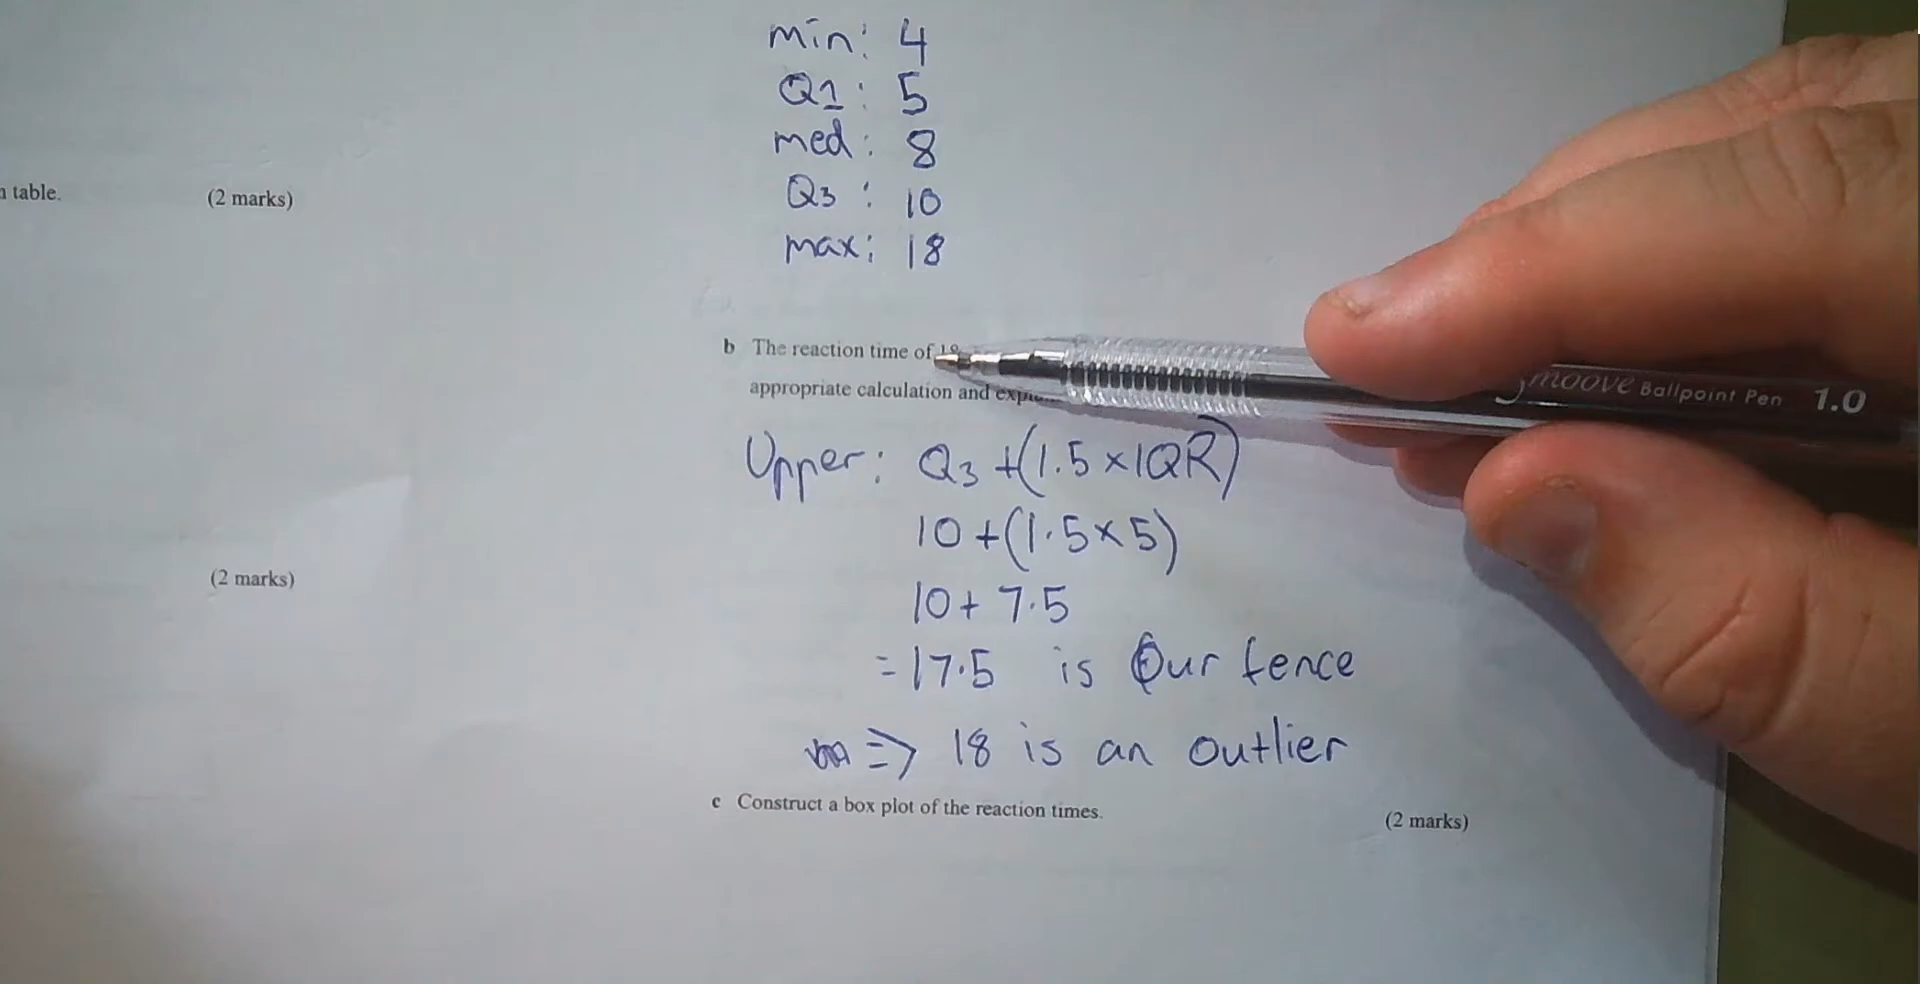 min: 4
Q1: 5
med: 8
Q3: 10
max: 18
n table. (2 marks)
b The reaction time of 18
appropriate calculation and
Smoove Ballpoint Pen 1.0
Upper: Q3 +(1.5 × IQR)
10 +(1.5 × 5)
10 + 7.5
= 17.5 is Our fence
(2 marks)
=> 18 is an outlier
c Construct a box plot of the reaction times. (2 marks)